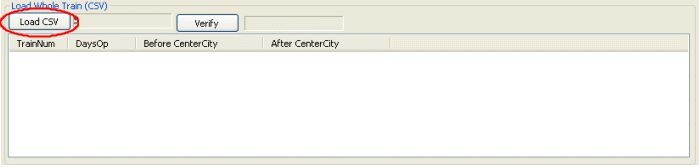 Load Whole Train (CSV)
Load CSV Verify
TrainNum DaysOp Before CenterCity After CenterCity